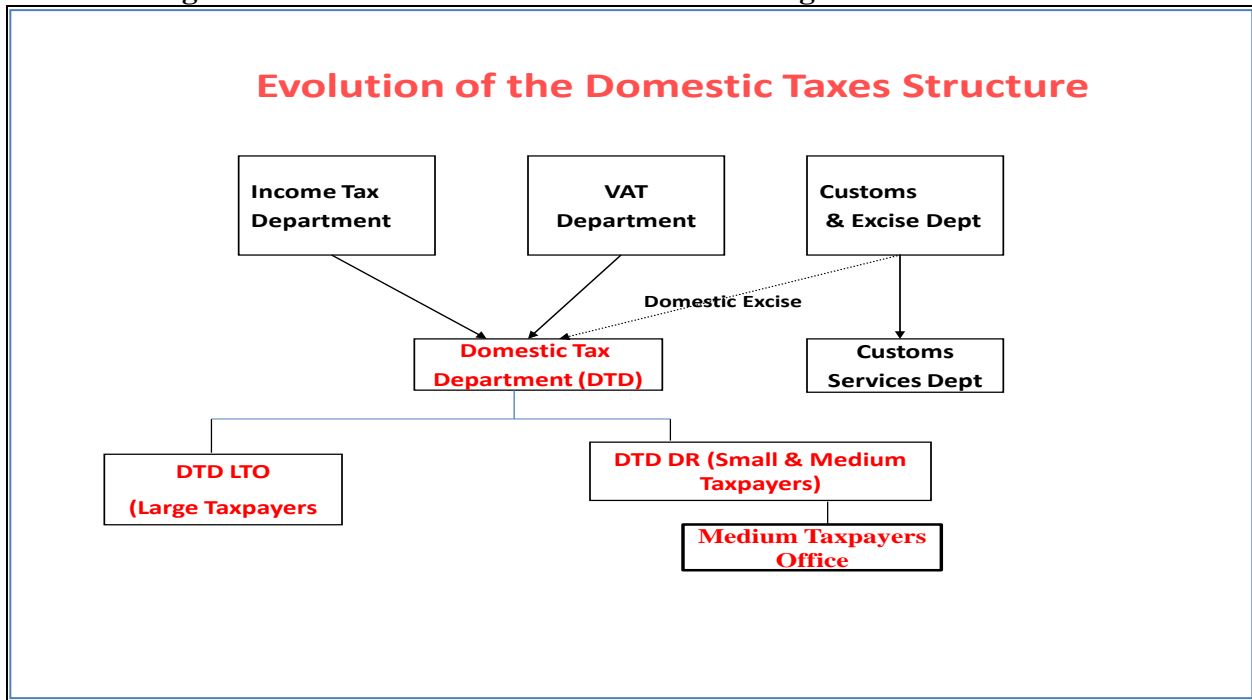 Evolution of the Domestic Taxes Structure
Income Tax
Department
VAT
Department
Customs
& Excise Dept
Domestic Excise
Domestic Tax
Department (DTD)
Customs
Services Dept
DTD LTO
(Large Taxpayers
DTD DR (Small & Medium
Taxpayers)
Medium Taxpayers
Office